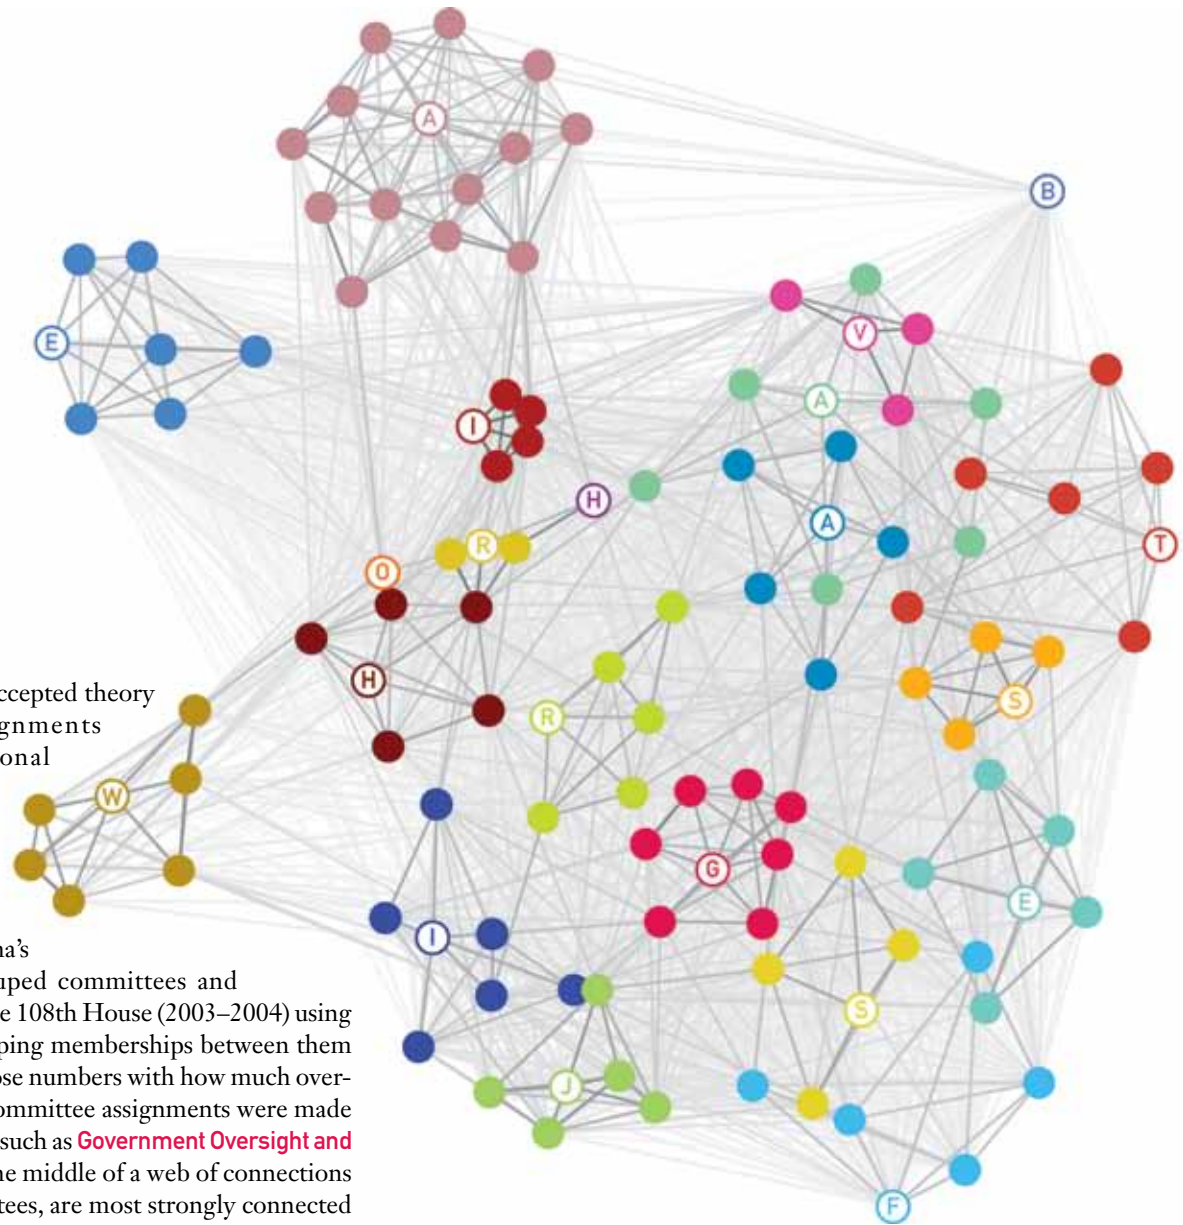 A
B
V
E
A
I
H
A
R
T
O
H
ccepted theory
gnments
onal
S
R
W
G
E
I
na's
uped committees and
e 108th House (2003–2004) using
ping memberships between them
ose numbers with how much over-
ommittee assignments were made
such as Government Oversight and
he middle of a web of connections
tees, are most strongly connected
S
J
F